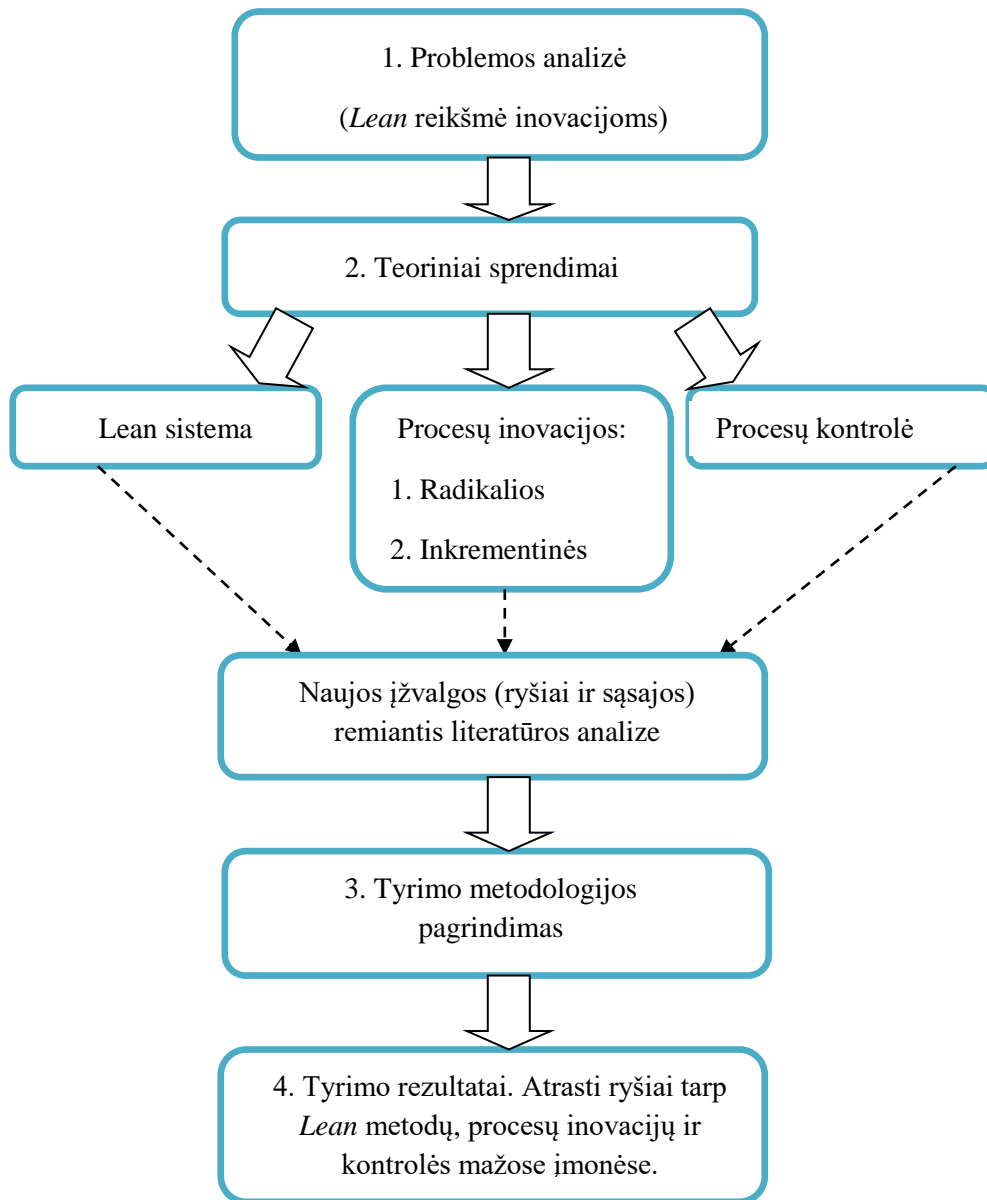 1. Problemos analizė
(Lean reikšmė inovacijoms)
2. Teoriniai sprendimai
Lean sistema
Procesų inovacijos:
1. Radikalios
2. Inkrementinės
Procesų kontrolė
Naujos įžvalgos (ryšiai ir sąsajos)
remiantis literatūros analize
3. Tyrimo metodologijos
pagrindimas
4. Tyrimo rezultatai. Atrasti ryšiai tarp
Lean metodų, procesų inovacijų ir
kontrolės mažose įmonėse.